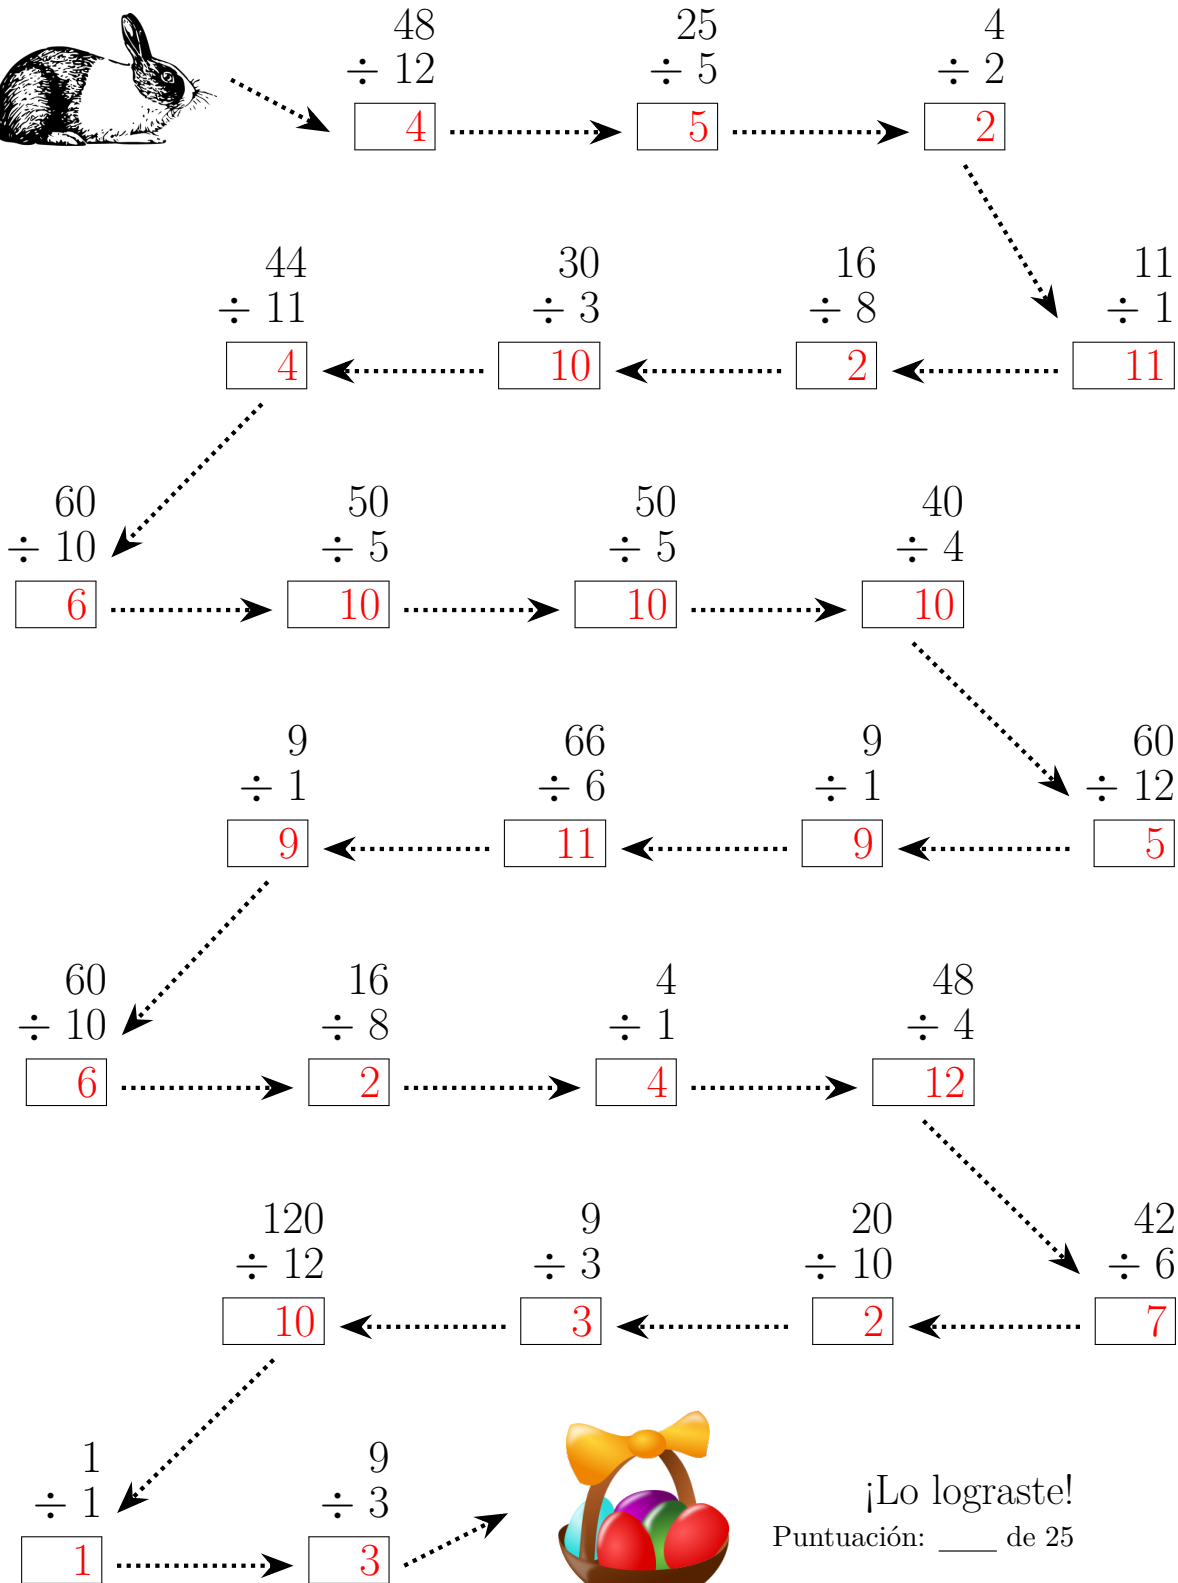 48 25 4
÷ 12 ÷ 5 ÷ 2
4 5 2
44 30 16 11
÷ 11 ÷ 3 ÷ 8 ÷ 1
4 10 2 11
60 50 50 40
÷ 10 ÷ 5 ÷ 5 ÷ 4
6 10 10 10
9 66 9 60
÷ 1 ÷ 6 ÷ 1 ÷ 12
9 11 9 5
60 16 4 48
÷ 10 ÷ 8 ÷ 1 ÷ 4
6 2 4 12
120 9 20 42
÷ 12 ÷ 3 ÷ 10 ÷ 6
10 3 2 7
1 9
÷ 1 ÷ 3
1 3
¡Lo lograste!
Puntuación: ____ de 25